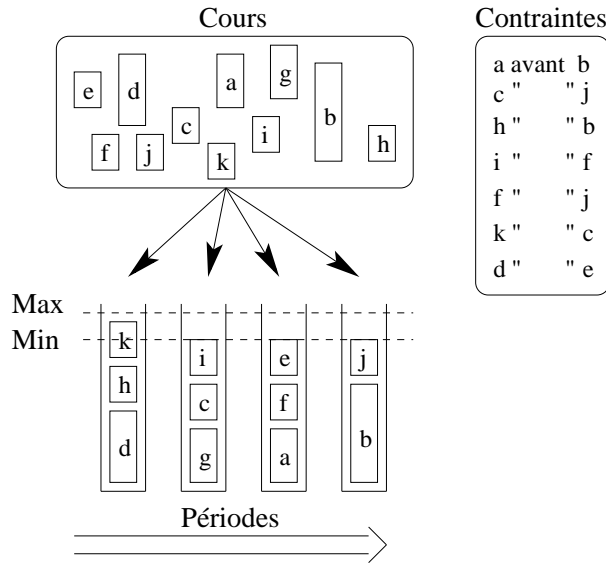 Cours
Contraintes
e d a g b
f j c k i h
a avant b
c " " j
h " " b
i " f
f " " j
k " " c
d " " e
Max
Min
k i e j
h c f
d g a b
Périodes